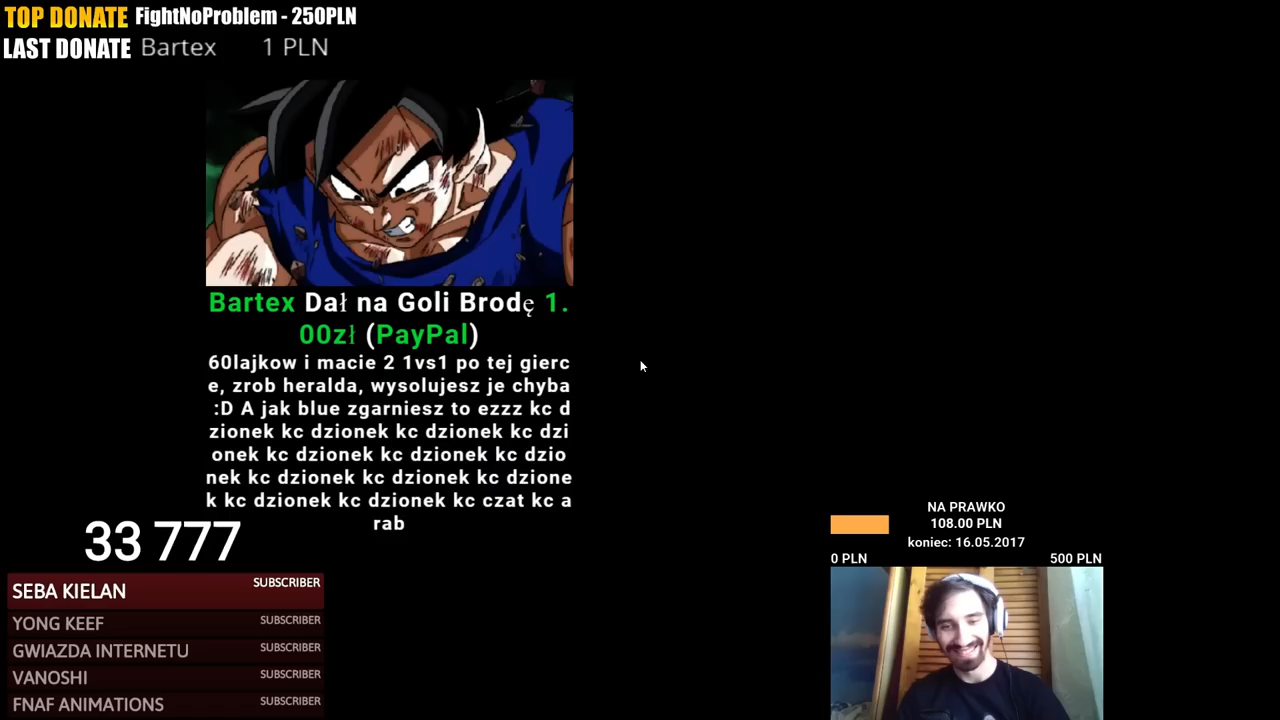 TOP DONATE FightNoProblem - 250PLN
LAST DONATE Bartex 1 PLN
Bartex Dał na Goli Brodę 1.
00zł (PayPal)
60lajkow i macie 2 1vs1 po tej gierc
e, zrob heralda, wysolujesz je chyba
:D A jak blue zgarniesz to ezzz kc d
zionek kc dzionek kc dzionek kc dzi
onek kc dzionek kc dzionek kc dzio
nek kc dzionek kc dzionek kc dzione
k kc dzionek kc dzionek kc czat kc a
rab
33 777
SEBA KIELAN SUBSCRIBER
YONG KEEF SUBSCRIBER
GWIAZDA INTERNETU SUBSCRIBER
VANOSHI SUBSCRIBER
FNAF ANIMATIONS SUBSCRIBER
NA PRAWKO
108.00 PLN
koniec: 16.05.2017
0 PLN 500 PLN